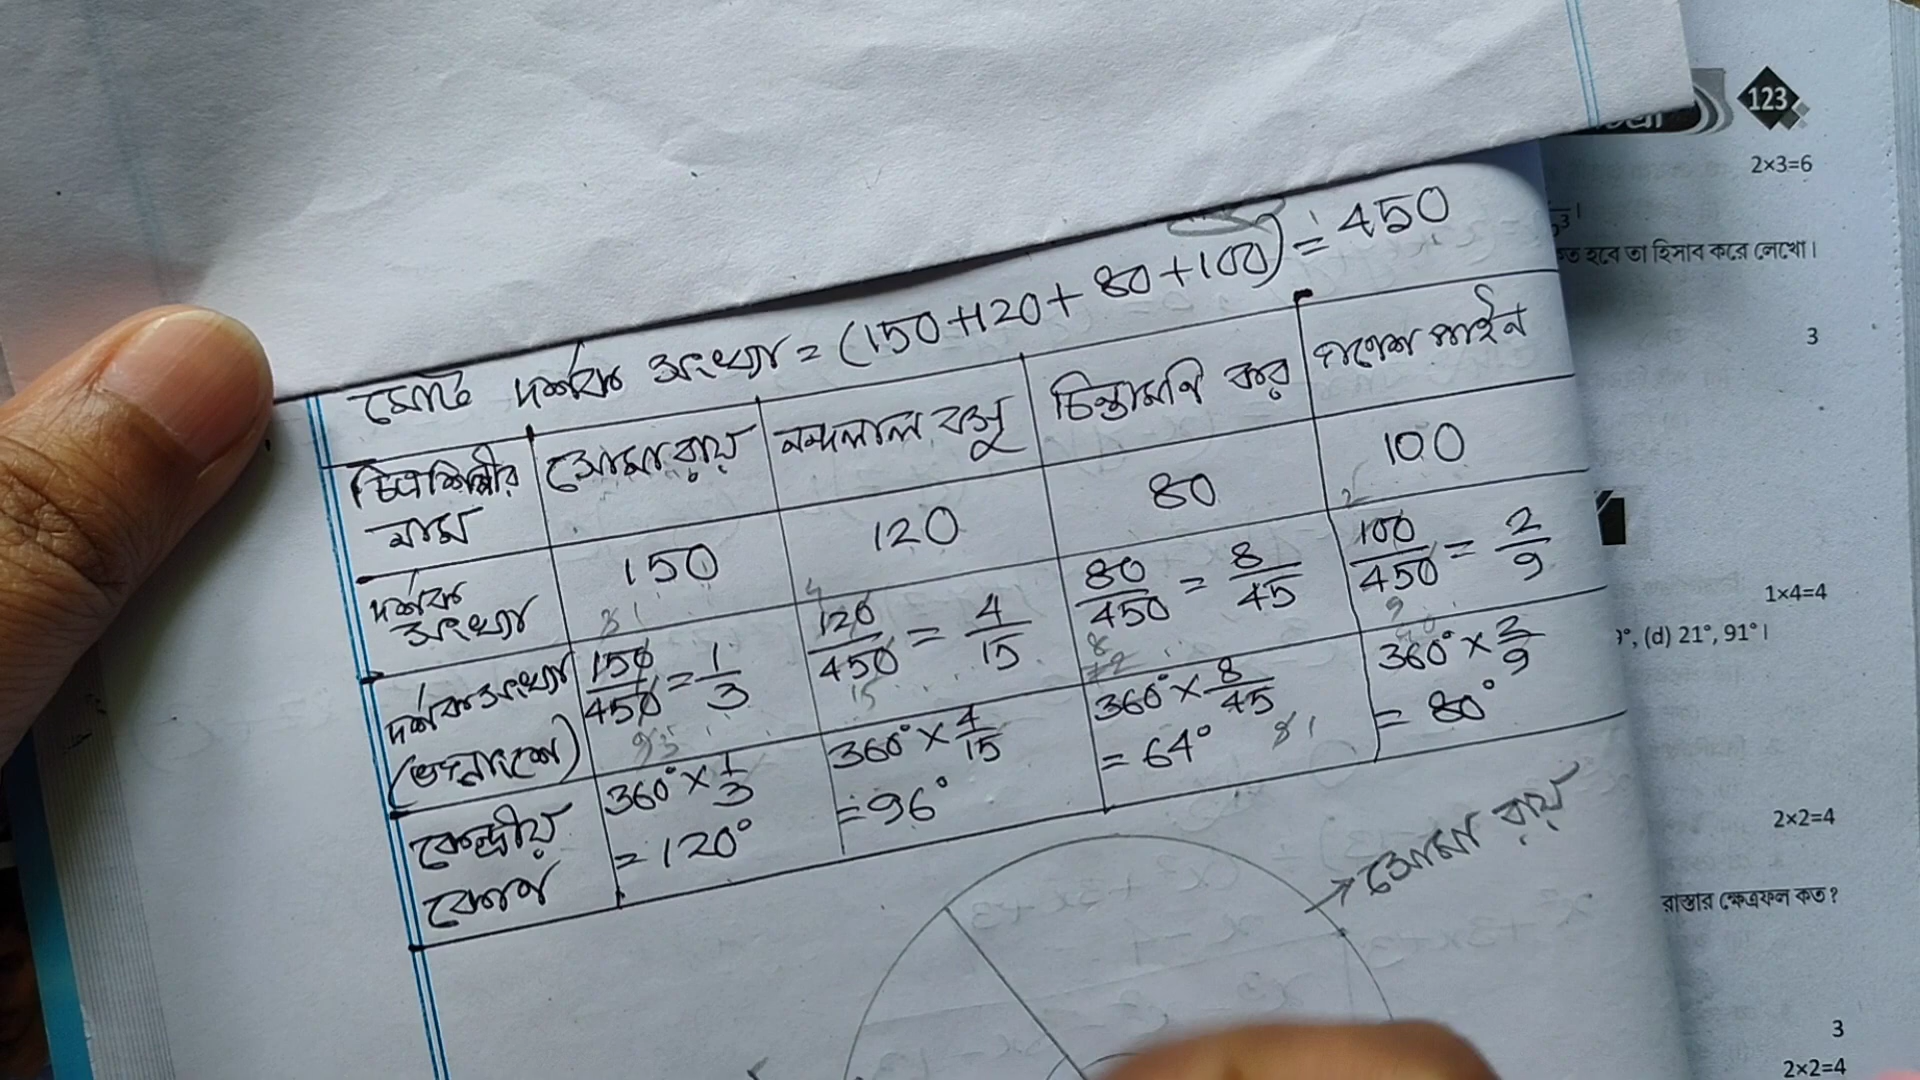 মোট দর্শক সংখ্যা = (150+120+ 80+100) = 450
চিত্রশিল্পীর নাম সোমা রায় নন্দলাল বসু চিন্তামণি কর গণেশ পাইন
দর্শক সংখ্যা 150 120 80 100
দর্শক সংখ্যা (ভগ্নাংশে) 150/450 = 1/3 120/450 = 4/15 80/450 = 8/45 100/450 = 2/9
কেন্দ্রীয় কোণ 360° × 1/3 = 120° 360° × 4/15 = 96° 360° × 8/45 = 64° 360° × 2/9 = 80°
সোমা রায়
123
2×3=6
হবে তা হিসাব করে লেখো।
3
1×4=4
(d) 21°, 91°।
2×2=4
রাস্তার ক্ষেত্রফল কত?
3
2×2=4